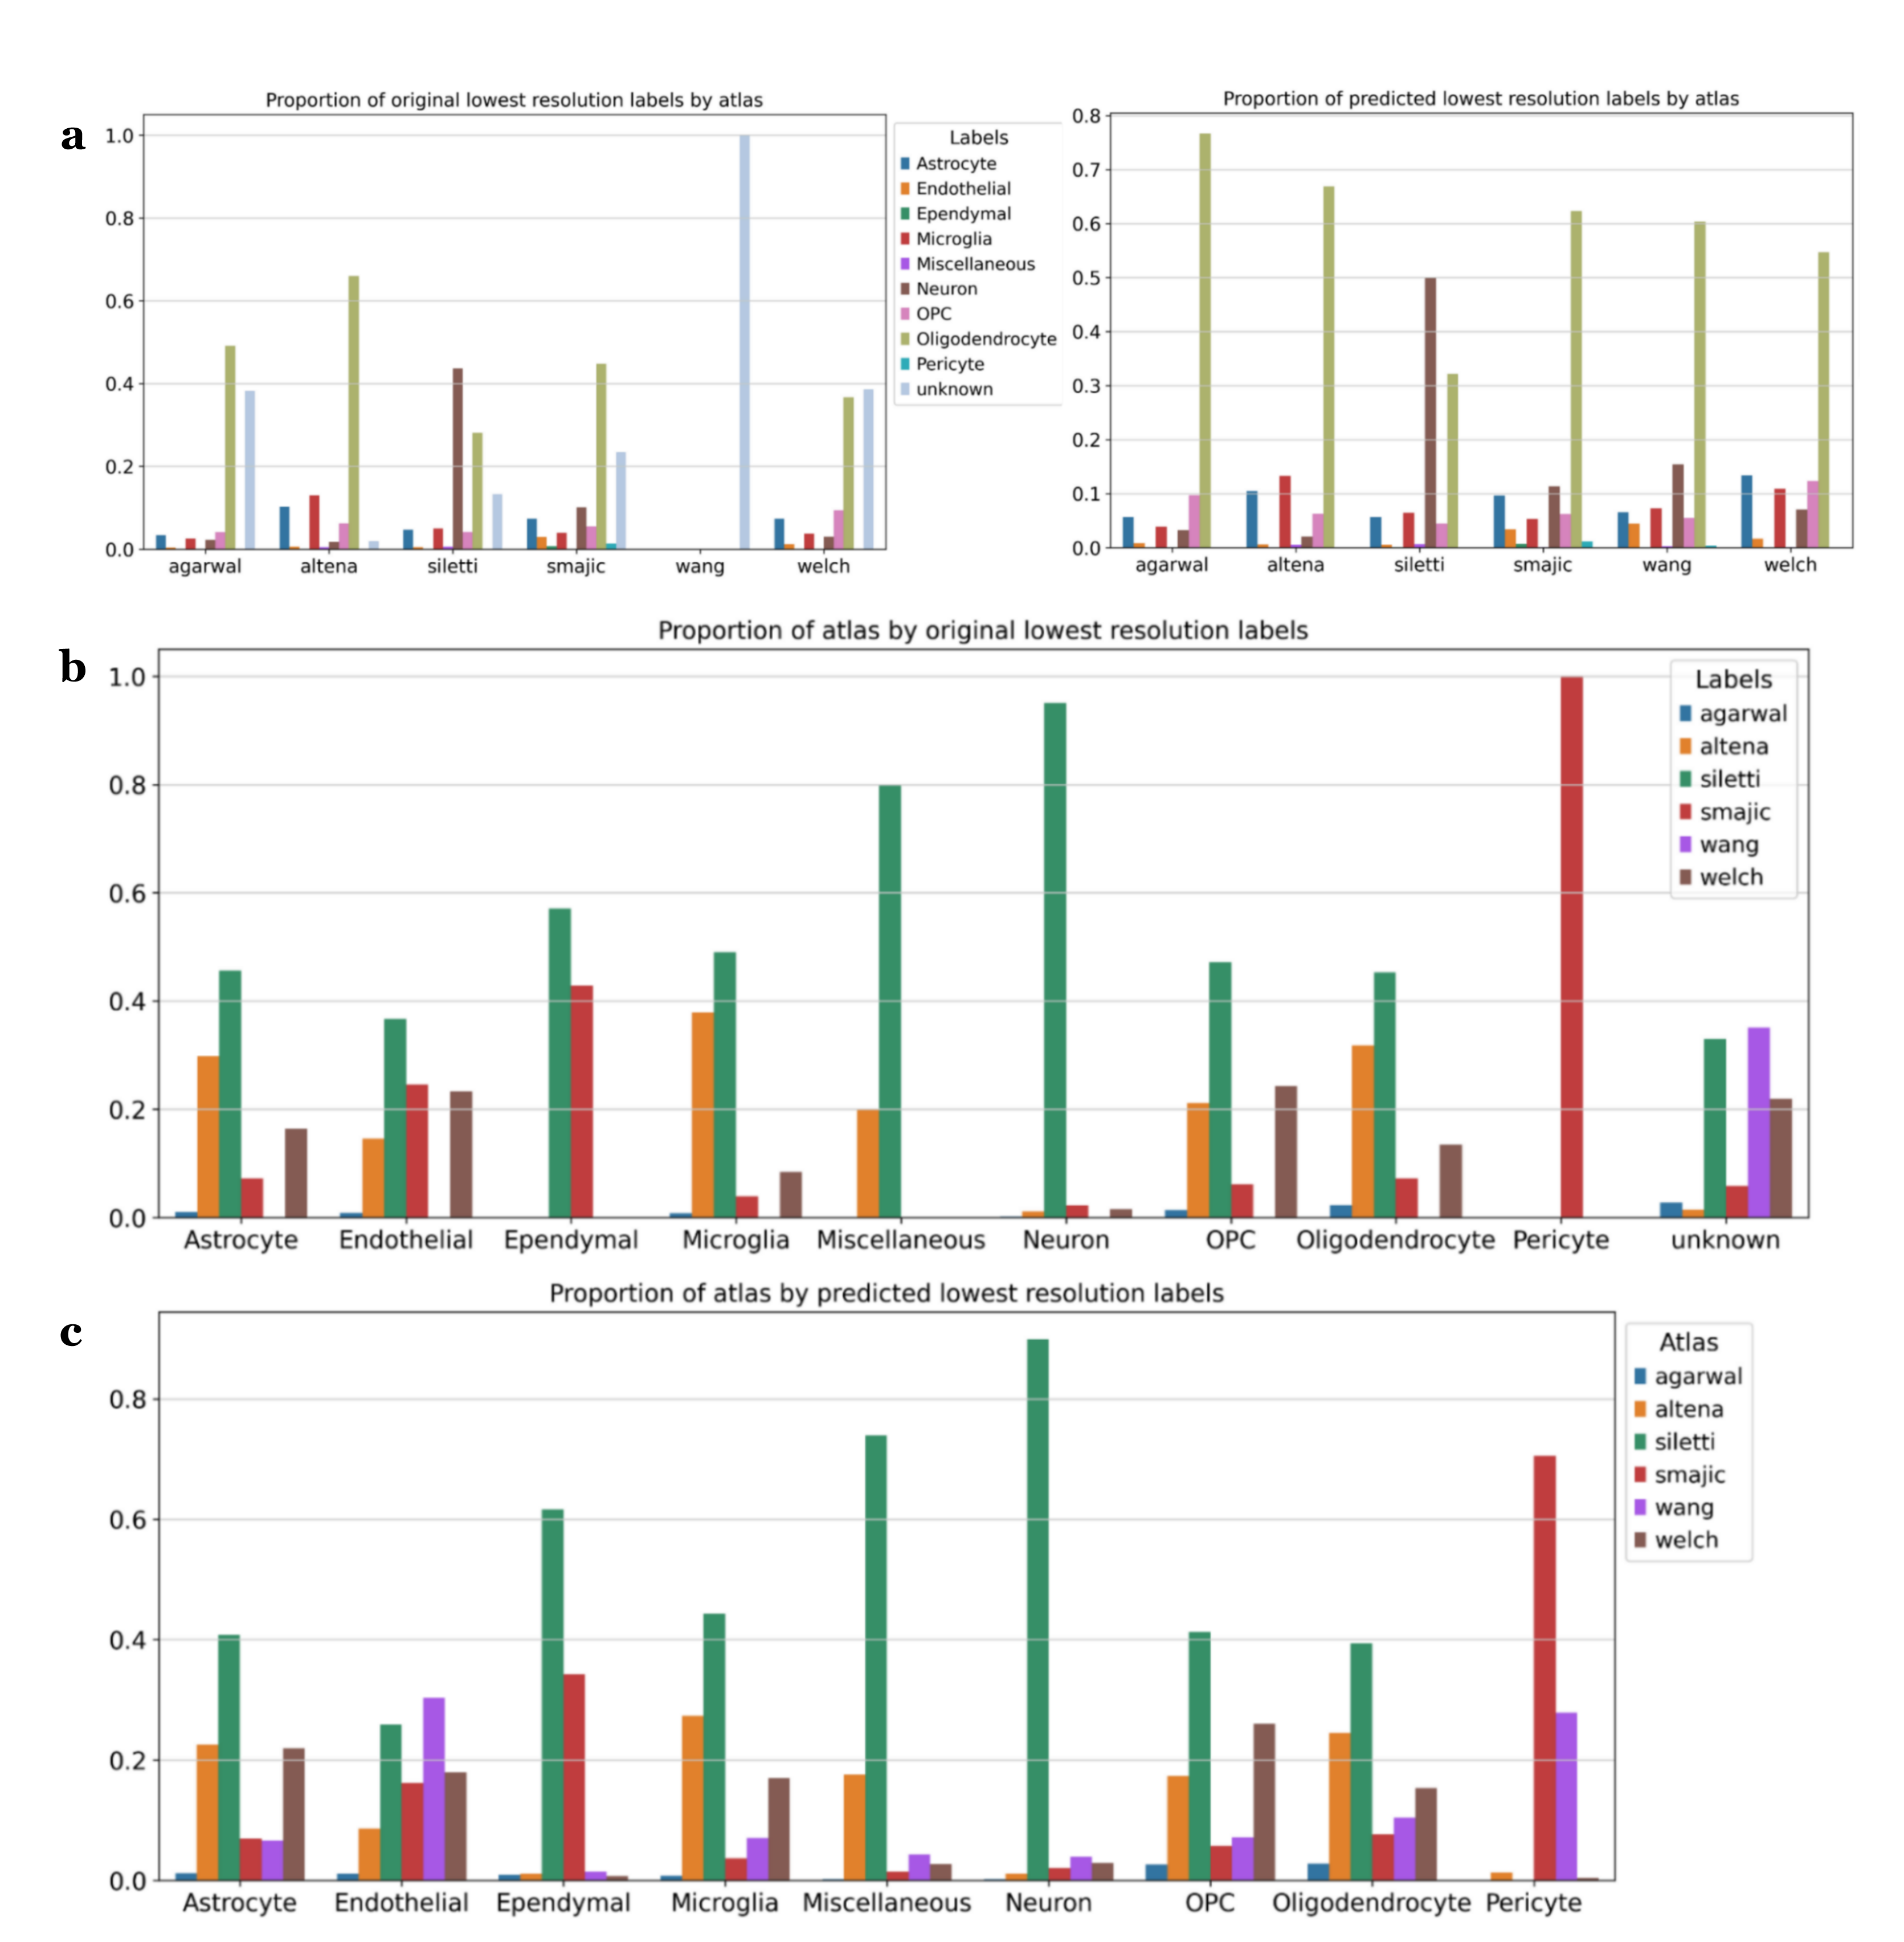 a
Proportion of original lowest resolution labels by atlas
1.0
0.8
0.6
0.4
0.2
0.0
agarwal altena siletti smajic wang welch
Labels
Astrocyte
Endothelial
Ependymal
Microglia
Miscellaneous
Neuron
OPC
Oligodendrocyte
Pericyte
unknown
Proportion of predicted lowest resolution labels by atlas
0.8
0.7
0.6
0.5
0.4
0.3
0.2
0.1
0.0
agarwal altena siletti smajic wang welch
b
Proportion of atlas by original lowest resolution labels
1.0
0.8
0.6
0.4
0.2
0.0
Astrocyte Endothelial Ependymal Microglia Miscellaneous Neuron OPC Oligodendrocyte Pericyte unknown
Labels
agarwal
altena
siletti
smajic
wang
welch
c
Proportion of atlas by predicted lowest resolution labels
0.8
0.6
0.4
0.2
0.0
Astrocyte Endothelial Ependymal Microglia Miscellaneous Neuron OPC Oligodendrocyte Pericyte
Atlas
agarwal
altena
siletti
smajic
wang
welch